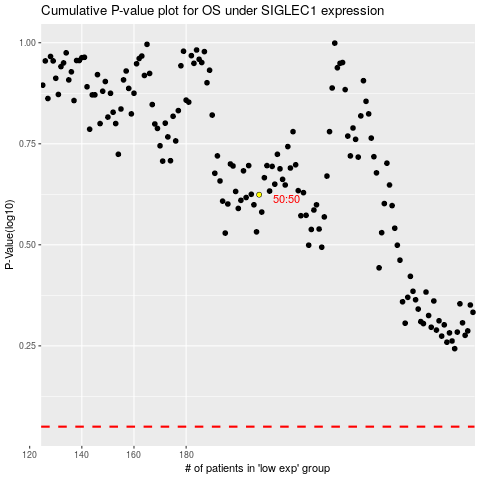 Cumulative P-value plot for OS under SIGLEC1 expression
P-Value(log10)
1.00
0.75
0.50
0.25
50:50
120 140 160 180
# of patients in 'low exp' group